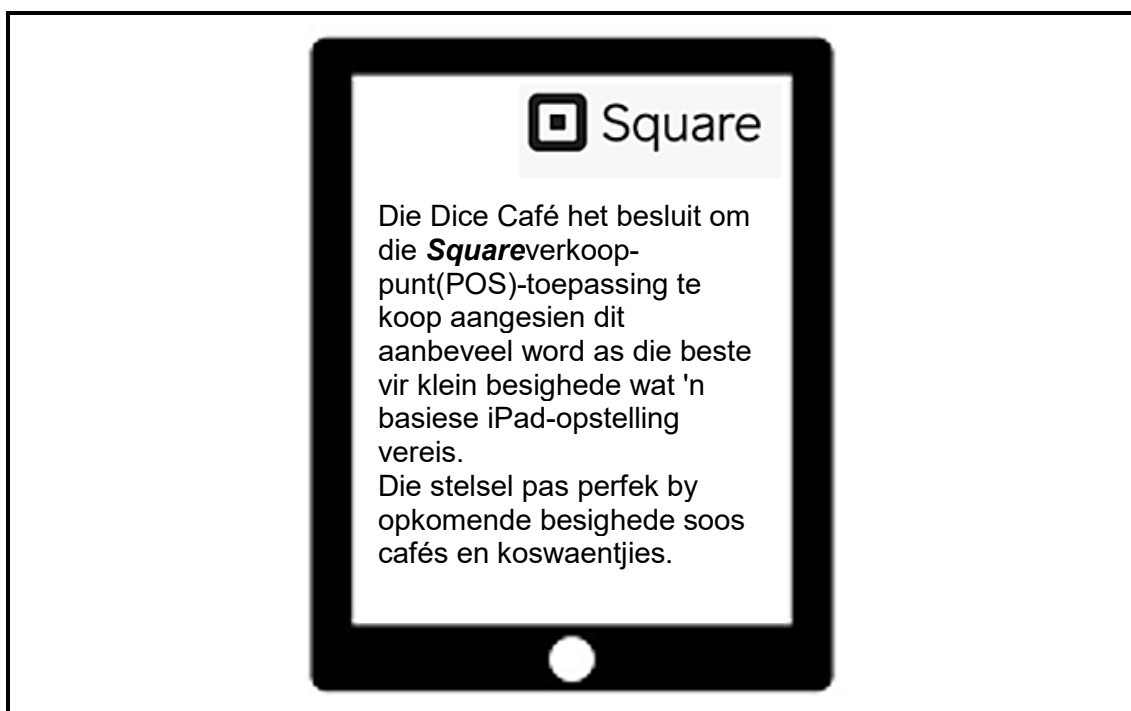 Square
Die Dice Café het besluit om
die Squareverkoop-
punt(POS)-toepassing te
koop aangesien dit
aanbeveel word as die beste
vir klein besighede wat 'n
basiese iPad-opstelling
vereis.
Die stelsel pas perfek by
opkomende besighede soos
cafés en koswaentjies.